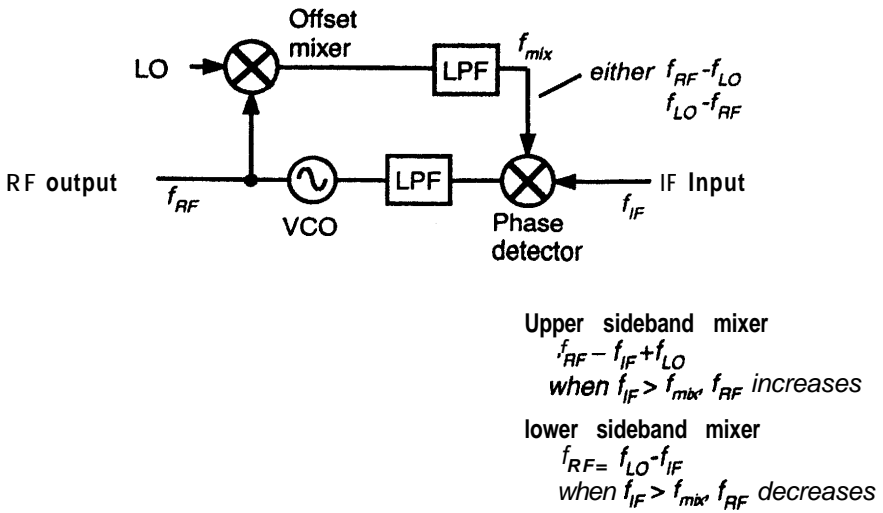 Offset
mixer
LO
LPF
f_mix
either f_RF -f_LO
f_LO -f_RF
RF output
f_RF
VCO
LPF
Phase
detector
f_IF
IF Input
Upper sideband mixer
f_RF – f_IF +f_LO
when f_IF > f_mix, f_RF increases
lower sideband mixer
f_RF= f_LO-f_IF
when f_IF > f_mix, f_RF decreases